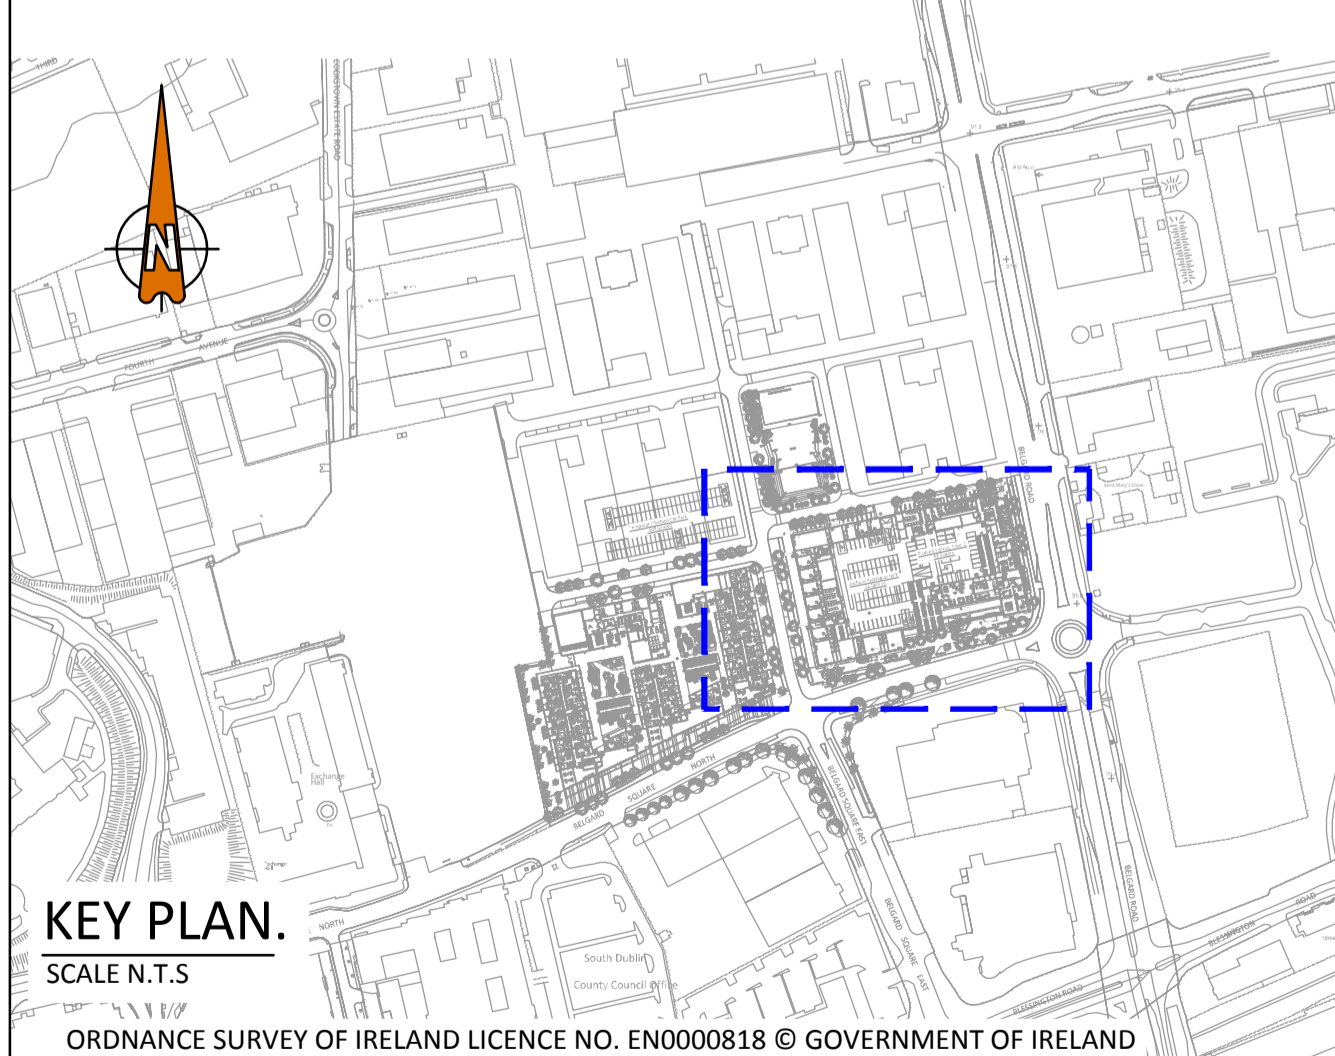 THIRD
COOKSTOWN ESTATE ROAD
N
FOURTH
AVENUE
BELGARD ROAD
Exchange
Hall
BELGARD
SQUARE
NORTH
BELGARD SQUARE EAST
BELGARD SQUARE EAST
BELGARD ROAD
BLESSINGTON
ROAD
BLESSINGTON ROAD
NORTH
South Dublin
County Council Office
KEY PLAN.
SCALE N.T.S
ORDNANCE SURVEY OF IRELAND LICENCE NO. EN0000818 © GOVERNMENT OF IRELAND